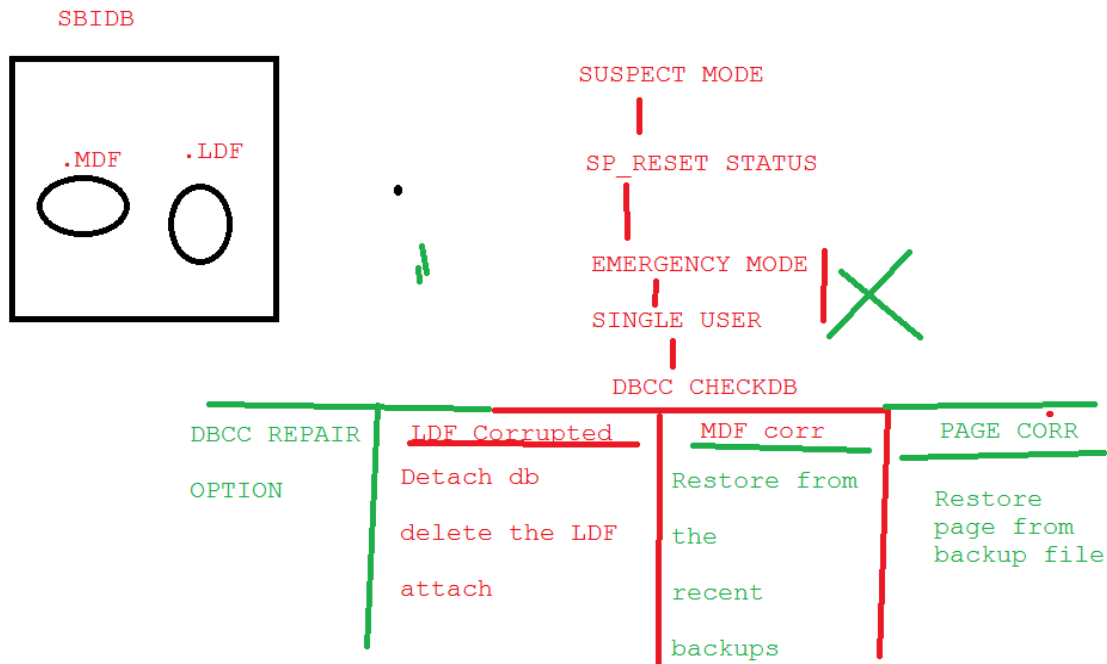 SBIDB
.MDF
.LDF
SUSPECT MODE
SP_RESET STATUS
EMERGENCY MODE
SINGLE USER
DBCC CHECKDB
DBCC REPAIR
OPTION
LDF Corrupted
Detach db
delete the LDF
attach
MDF corr
Restore from
the
recent
backups
PAGE CORR
Restore
page from
backup file